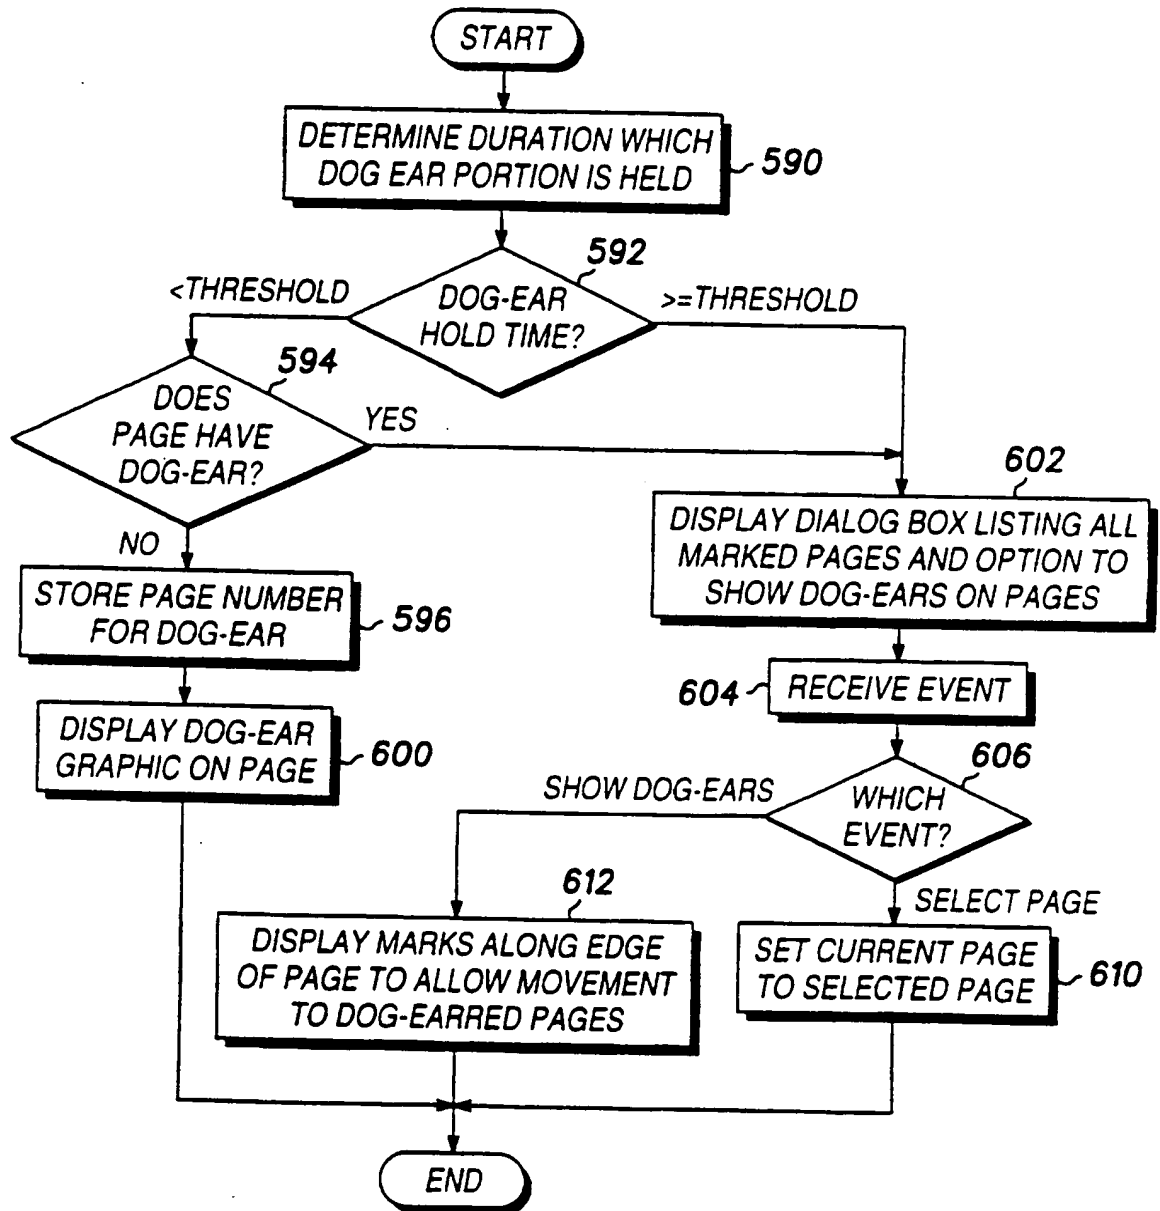 START
DETERMINE DURATION WHICH
DOG EAR PORTION IS HELD
590
592
<THRESHOLD
DOG-EAR
HOLD TIME?
>=THRESHOLD
594
DOES
PAGE HAVE
DOG-EAR?
YES
NO
602
DISPLAY DIALOG BOX LISTING ALL
MARKED PAGES AND OPTION TO
SHOW DOG-EARS ON PAGES
STORE PAGE NUMBER
FOR DOG-EAR
596
604
RECEIVE EVENT
DISPLAY DOG-EAR
GRAPHIC ON PAGE
600
606
SHOW DOG-EARS
WHICH
EVENT?
612
SELECT PAGE
DISPLAY MARKS ALONG EDGE
OF PAGE TO ALLOW MOVEMENT
TO DOG-EARRED PAGES
SET CURRENT PAGE
TO SELECTED PAGE
610
END